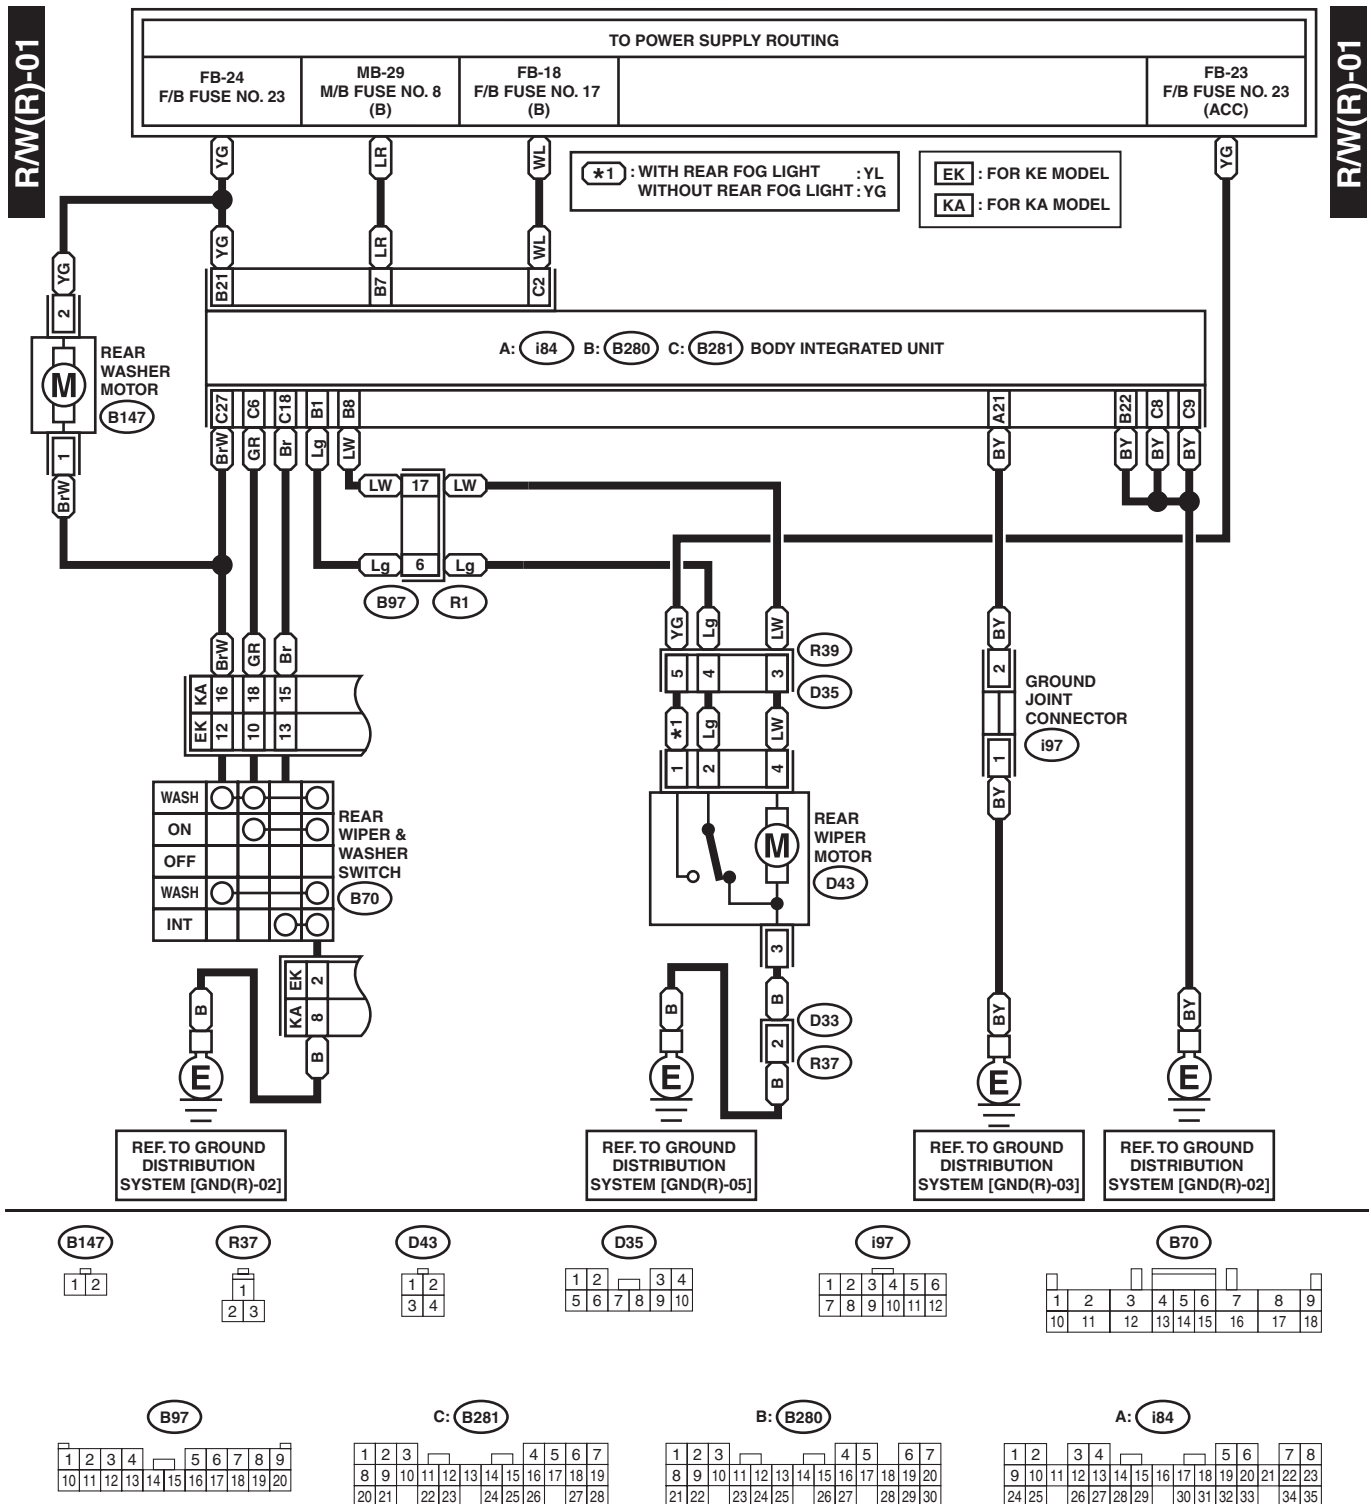 R/W(R)-01
R/W(R)-01
TO POWER SUPPLY ROUTING
FB-24
F/B FUSE NO. 23
MB-29
M/B FUSE NO. 8
(B)
FB-18
F/B FUSE NO. 17
(B)
FB-23
F/B FUSE NO. 23
(ACC)
YG
LR
WL
YG
*1 : WITH REAR FOG LIGHT : YL
WITHOUT REAR FOG LIGHT : YG
EK : FOR KE MODEL
KA : FOR KA MODEL
YG
LR
WL
YG
B21
B7
C2
2
REAR
WASHER
MOTOR
M
B147
1
BrW
A: i84 B: B280 C: B281 BODY INTEGRATED UNIT
C27
C6
C18
B1
B8
A21
B22
C8
C9
BrW
GR
Br
Lg
LW
BY
BY
BY
BY
LW 17 LW
Lg 6 Lg
B97
R1
BrW
GR
Br
YG
Lg
LW
BY
R39
KA 16 18 15
EK 12 10 13
5 4 3
D35
2
GROUND
JOINT
CONNECTOR
i97
1
*1
Lg
LW
1 2 4
BY
WASH
ON
OFF
WASH
INT
REAR
WIPER &
WASHER
SWITCH
B70
M
REAR
WIPER
MOTOR
D43
3
EK 2
KA 8
B
B
B
B
D33
2
R37
B
BY
BY
E
E
E
E
REF. TO GROUND
DISTRIBUTION
SYSTEM [GND(R)-02]
REF. TO GROUND
DISTRIBUTION
SYSTEM [GND(R)-05]
REF. TO GROUND
DISTRIBUTION
SYSTEM [GND(R)-03]
REF. TO GROUND
DISTRIBUTION
SYSTEM [GND(R)-02]
B147
1 2
R37
1
2 3
D43
1 2
3 4
D35
1 2 3 4
5 6 7 8 9 10
i97
1 2 3 4 5 6
7 8 9 10 11 12
B70
1 2 3 4 5 6 7 8 9
10 11 12 13 14 15 16 17 18
B97
1 2 3 4 5 6 7 8 9
10 11 12 13 14 15 16 17 18 19 20
C: B281
1 2 3 4 5 6 7
8 9 10 11 12 13 14 15 16 17 18 19
20 21 22 23 24 25 26 27 28
B: B280
1 2 3 4 5 6 7
8 9 10 11 12 13 14 15 16 17 18 19 20
21 22 23 24 25 26 27 28 29 30
A: i84
1 2 3 4 5 6 7 8
9 10 11 12 13 14 15 16 17 18 19 20 21 22 23
24 25 26 27 28 29 30 31 32 33 34 35